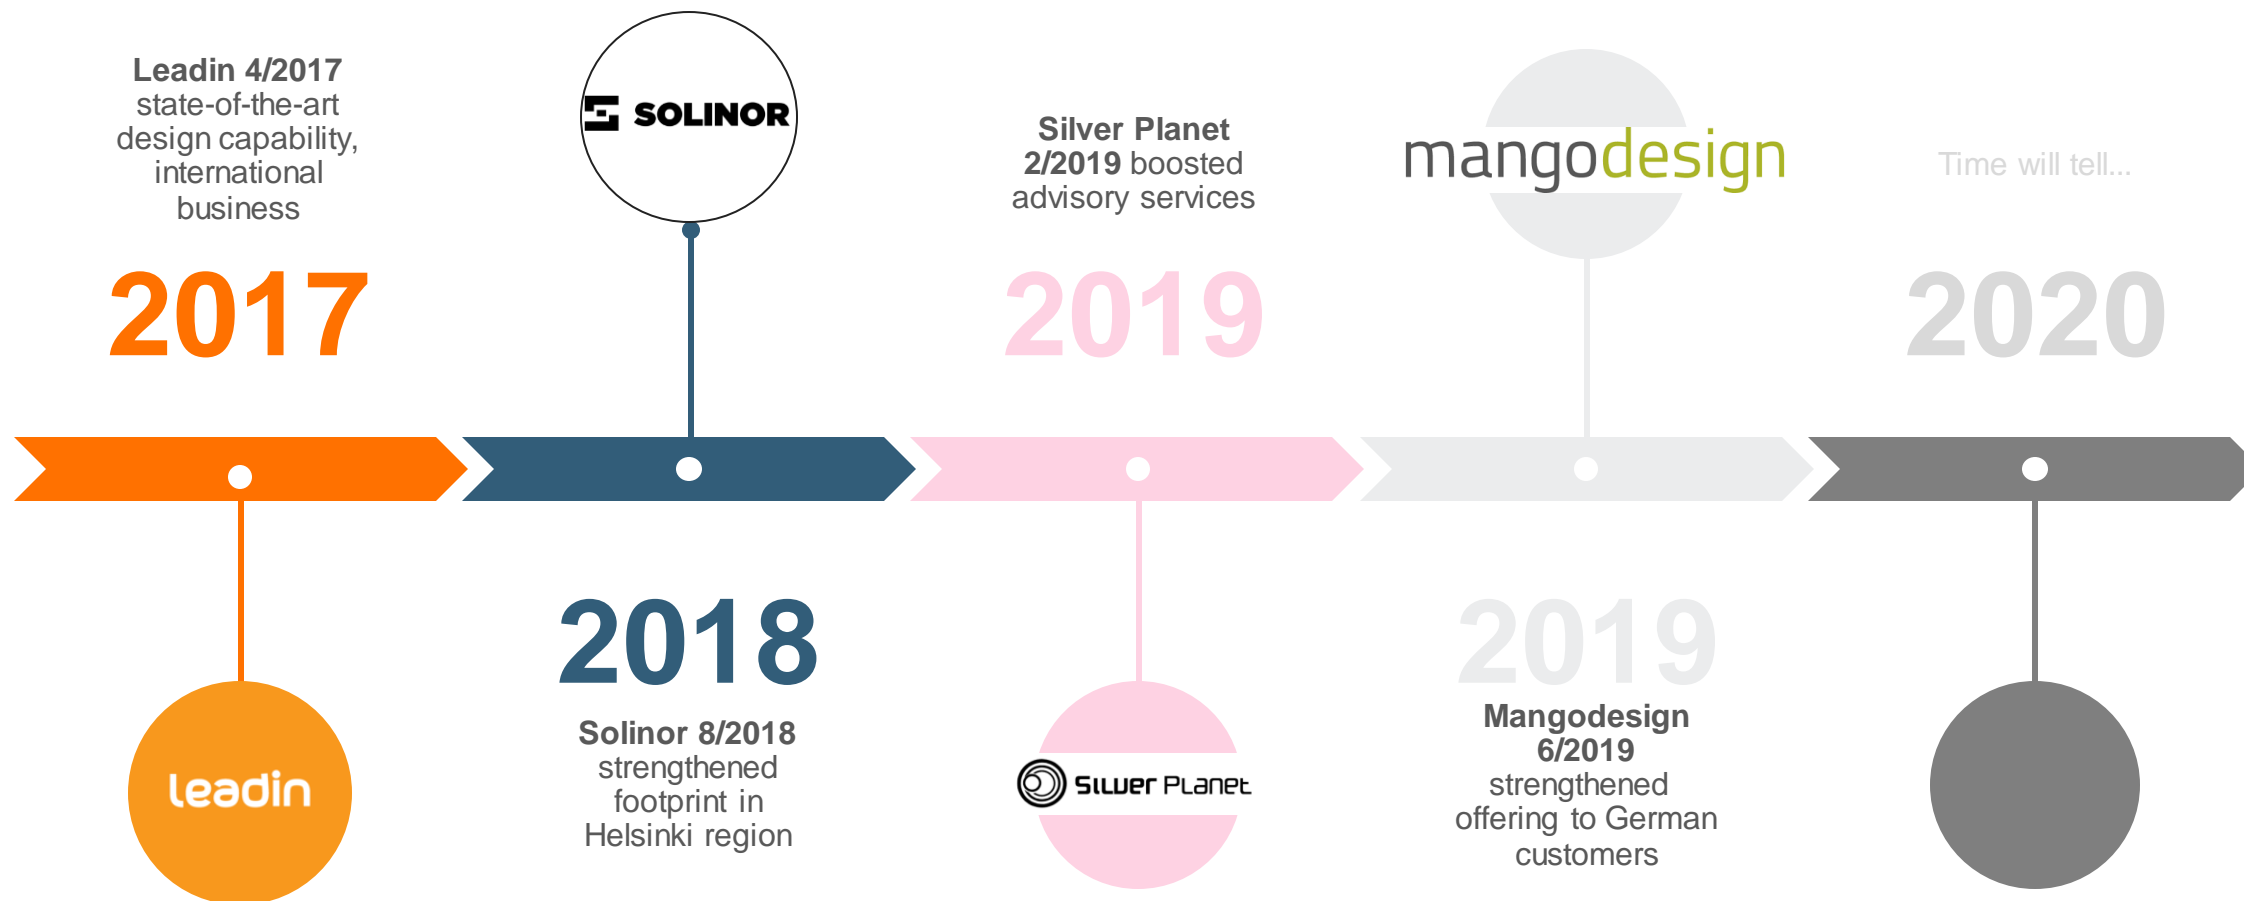 Leadin 4/2017
state-of-the-art
design capability,
international
business
2017
leadin
SOLINOR
2018
Solinor 8/2018
strengthened
footprint in
Helsinki region
Silver Planet
2/2019 boosted
advisory services
2019
Silver Planet
mangodesign
2019
Mangodesign
6/2019
strengthened
offering to German
customers
Time will tell...
2020